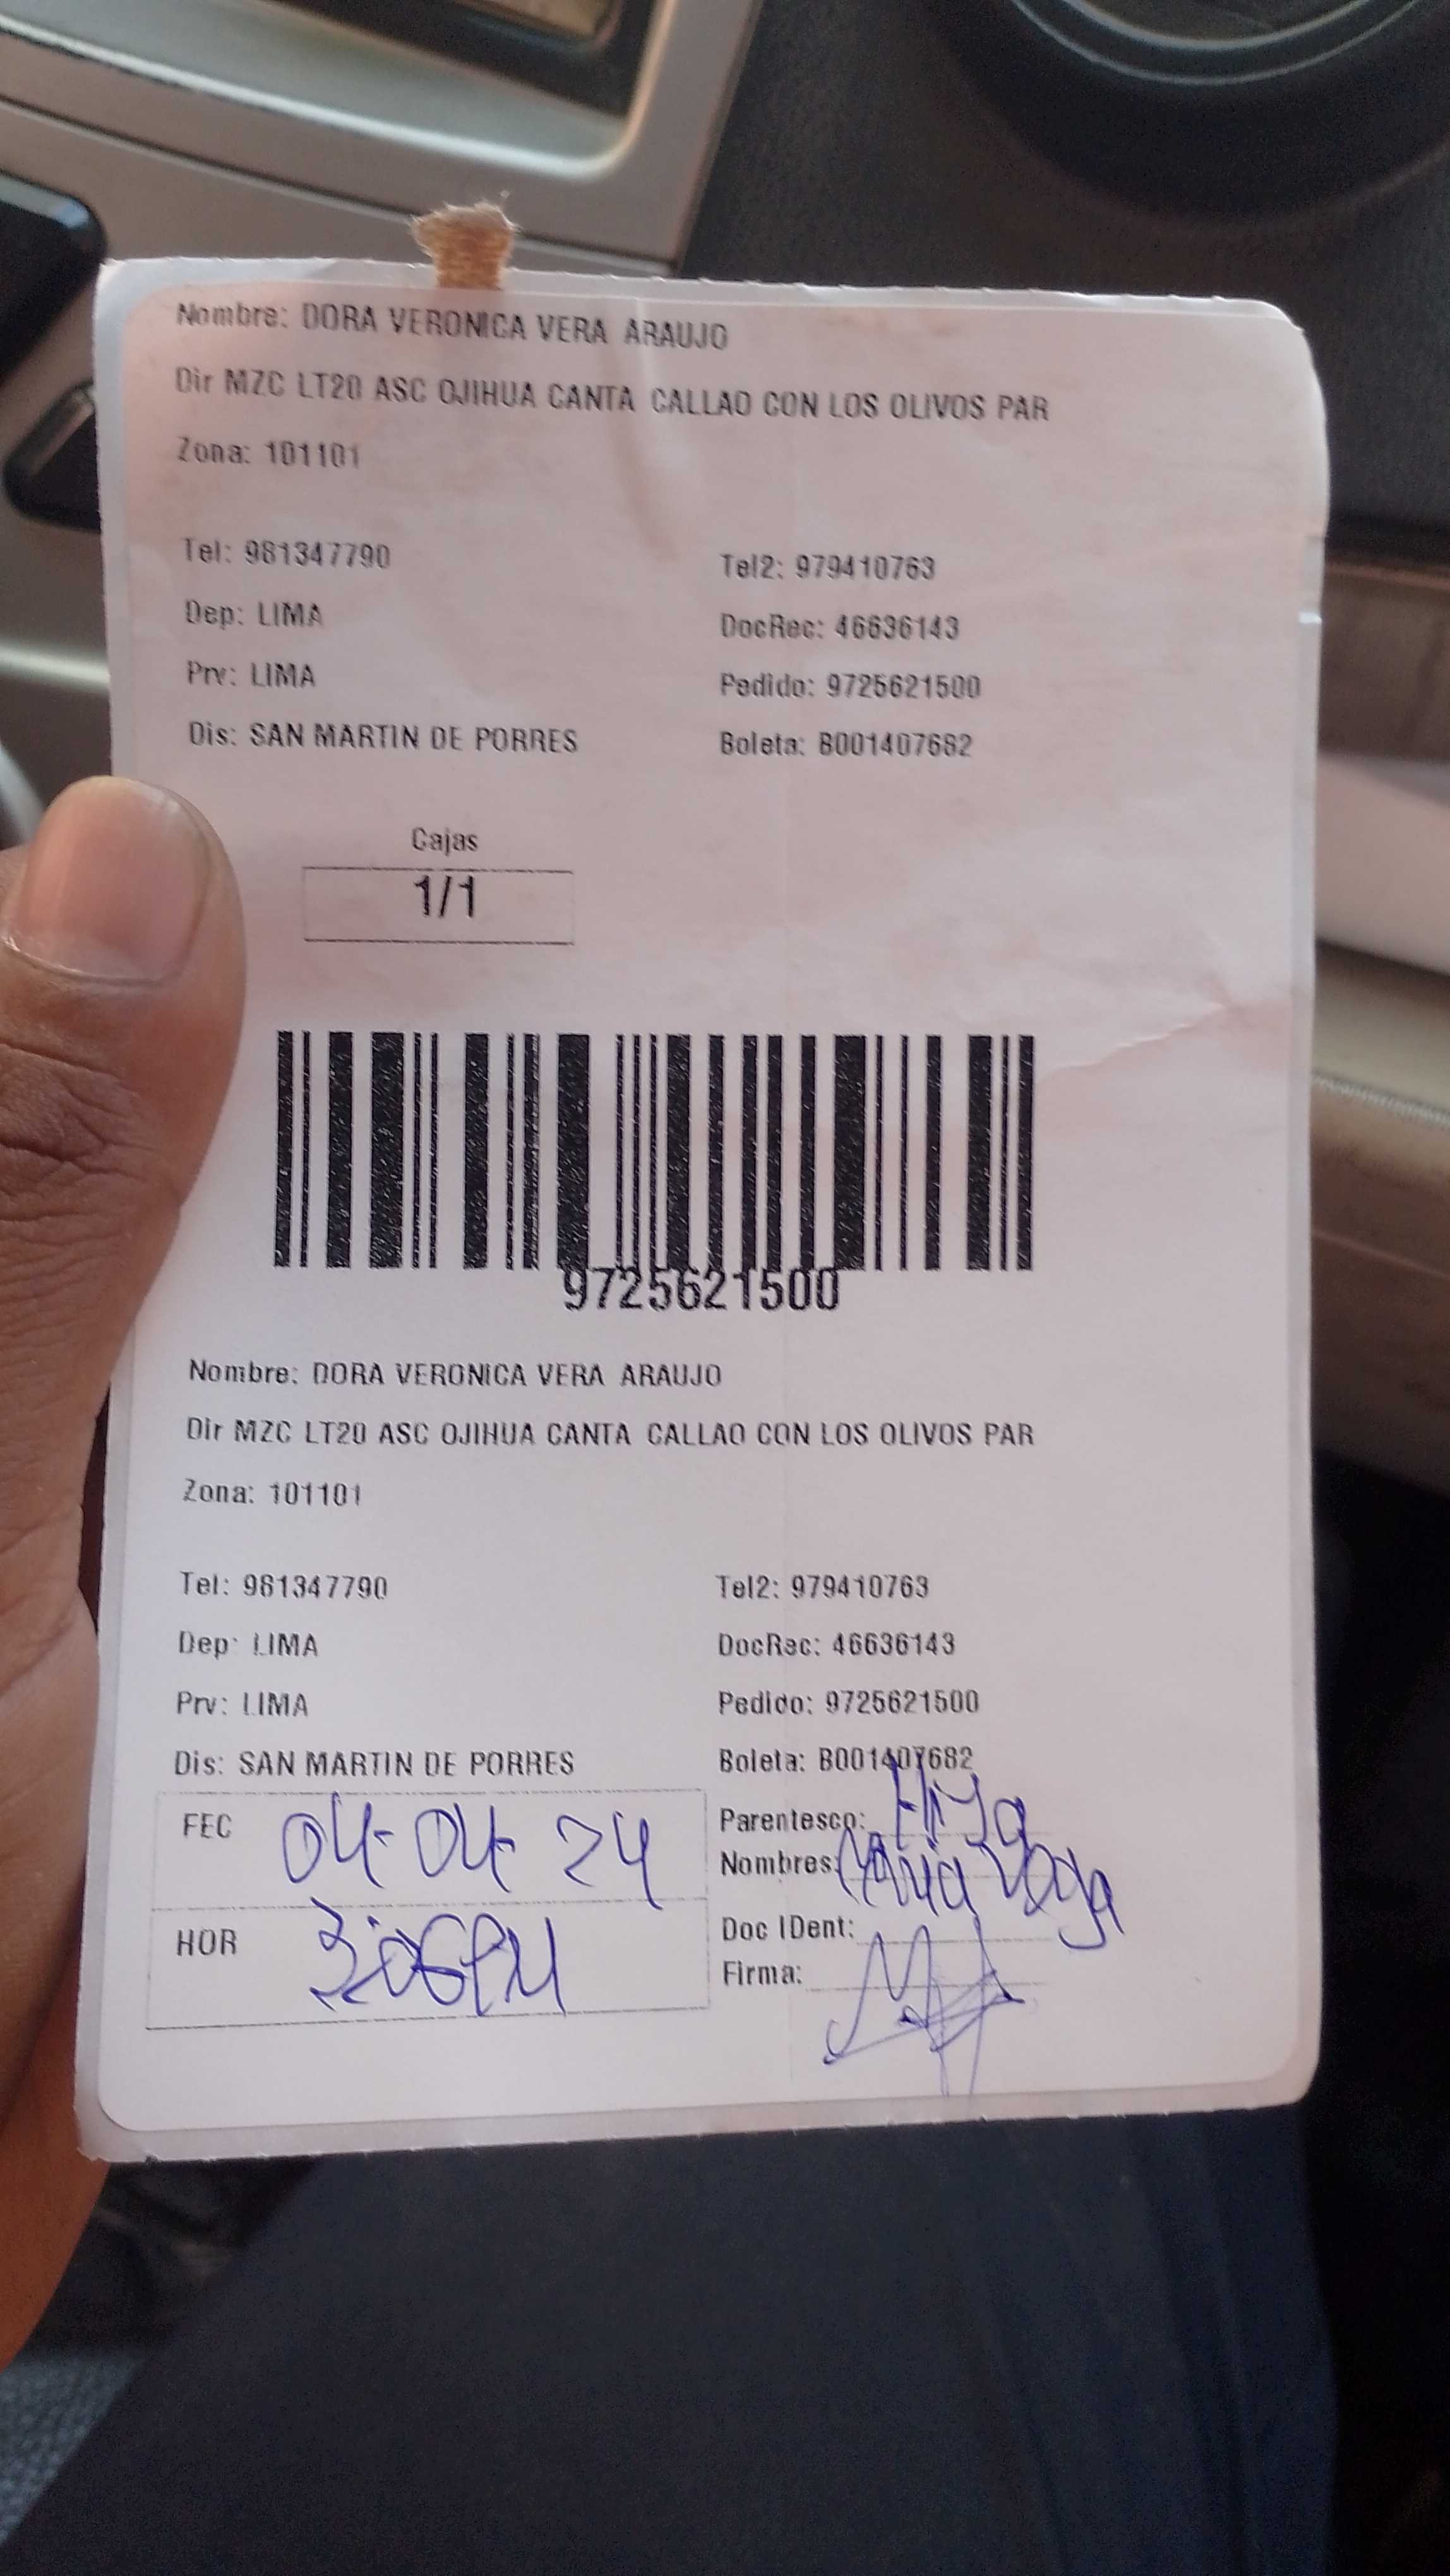 Nombre: DORA VERONICA VERA ARAUJO
Dir MZC LT20 ASC OJIHUA CANTA CALLAO CON LOS OLIVOS PAR
Zona: 101101
Tel: 981347790 Tel2: 979410763
Dep: LIMA DocRec: 46636143
Prv: LIMA Pedido: 9725621500
Dis: SAN MARTIN DE PORRES Boleta: B001407682
Cajas
1/1
9725621500
Nombre: DORA VERONICA VERA ARAUJO
Dir MZC LT20 ASC OJIHUA CANTA CALLAO CON LOS OLIVOS PAR
Zona: 101101
Tel: 981347790 Tel2: 979410763
Dep: LIMA DocRec: 46636143
Prv: LIMA Pedido: 9725621500
Dis: SAN MARTIN DE PORRES Boleta: B001407682
FEC 04-04-24 Parentesco: Hija
Nombres:
HOR Doc IDent:
Firma: